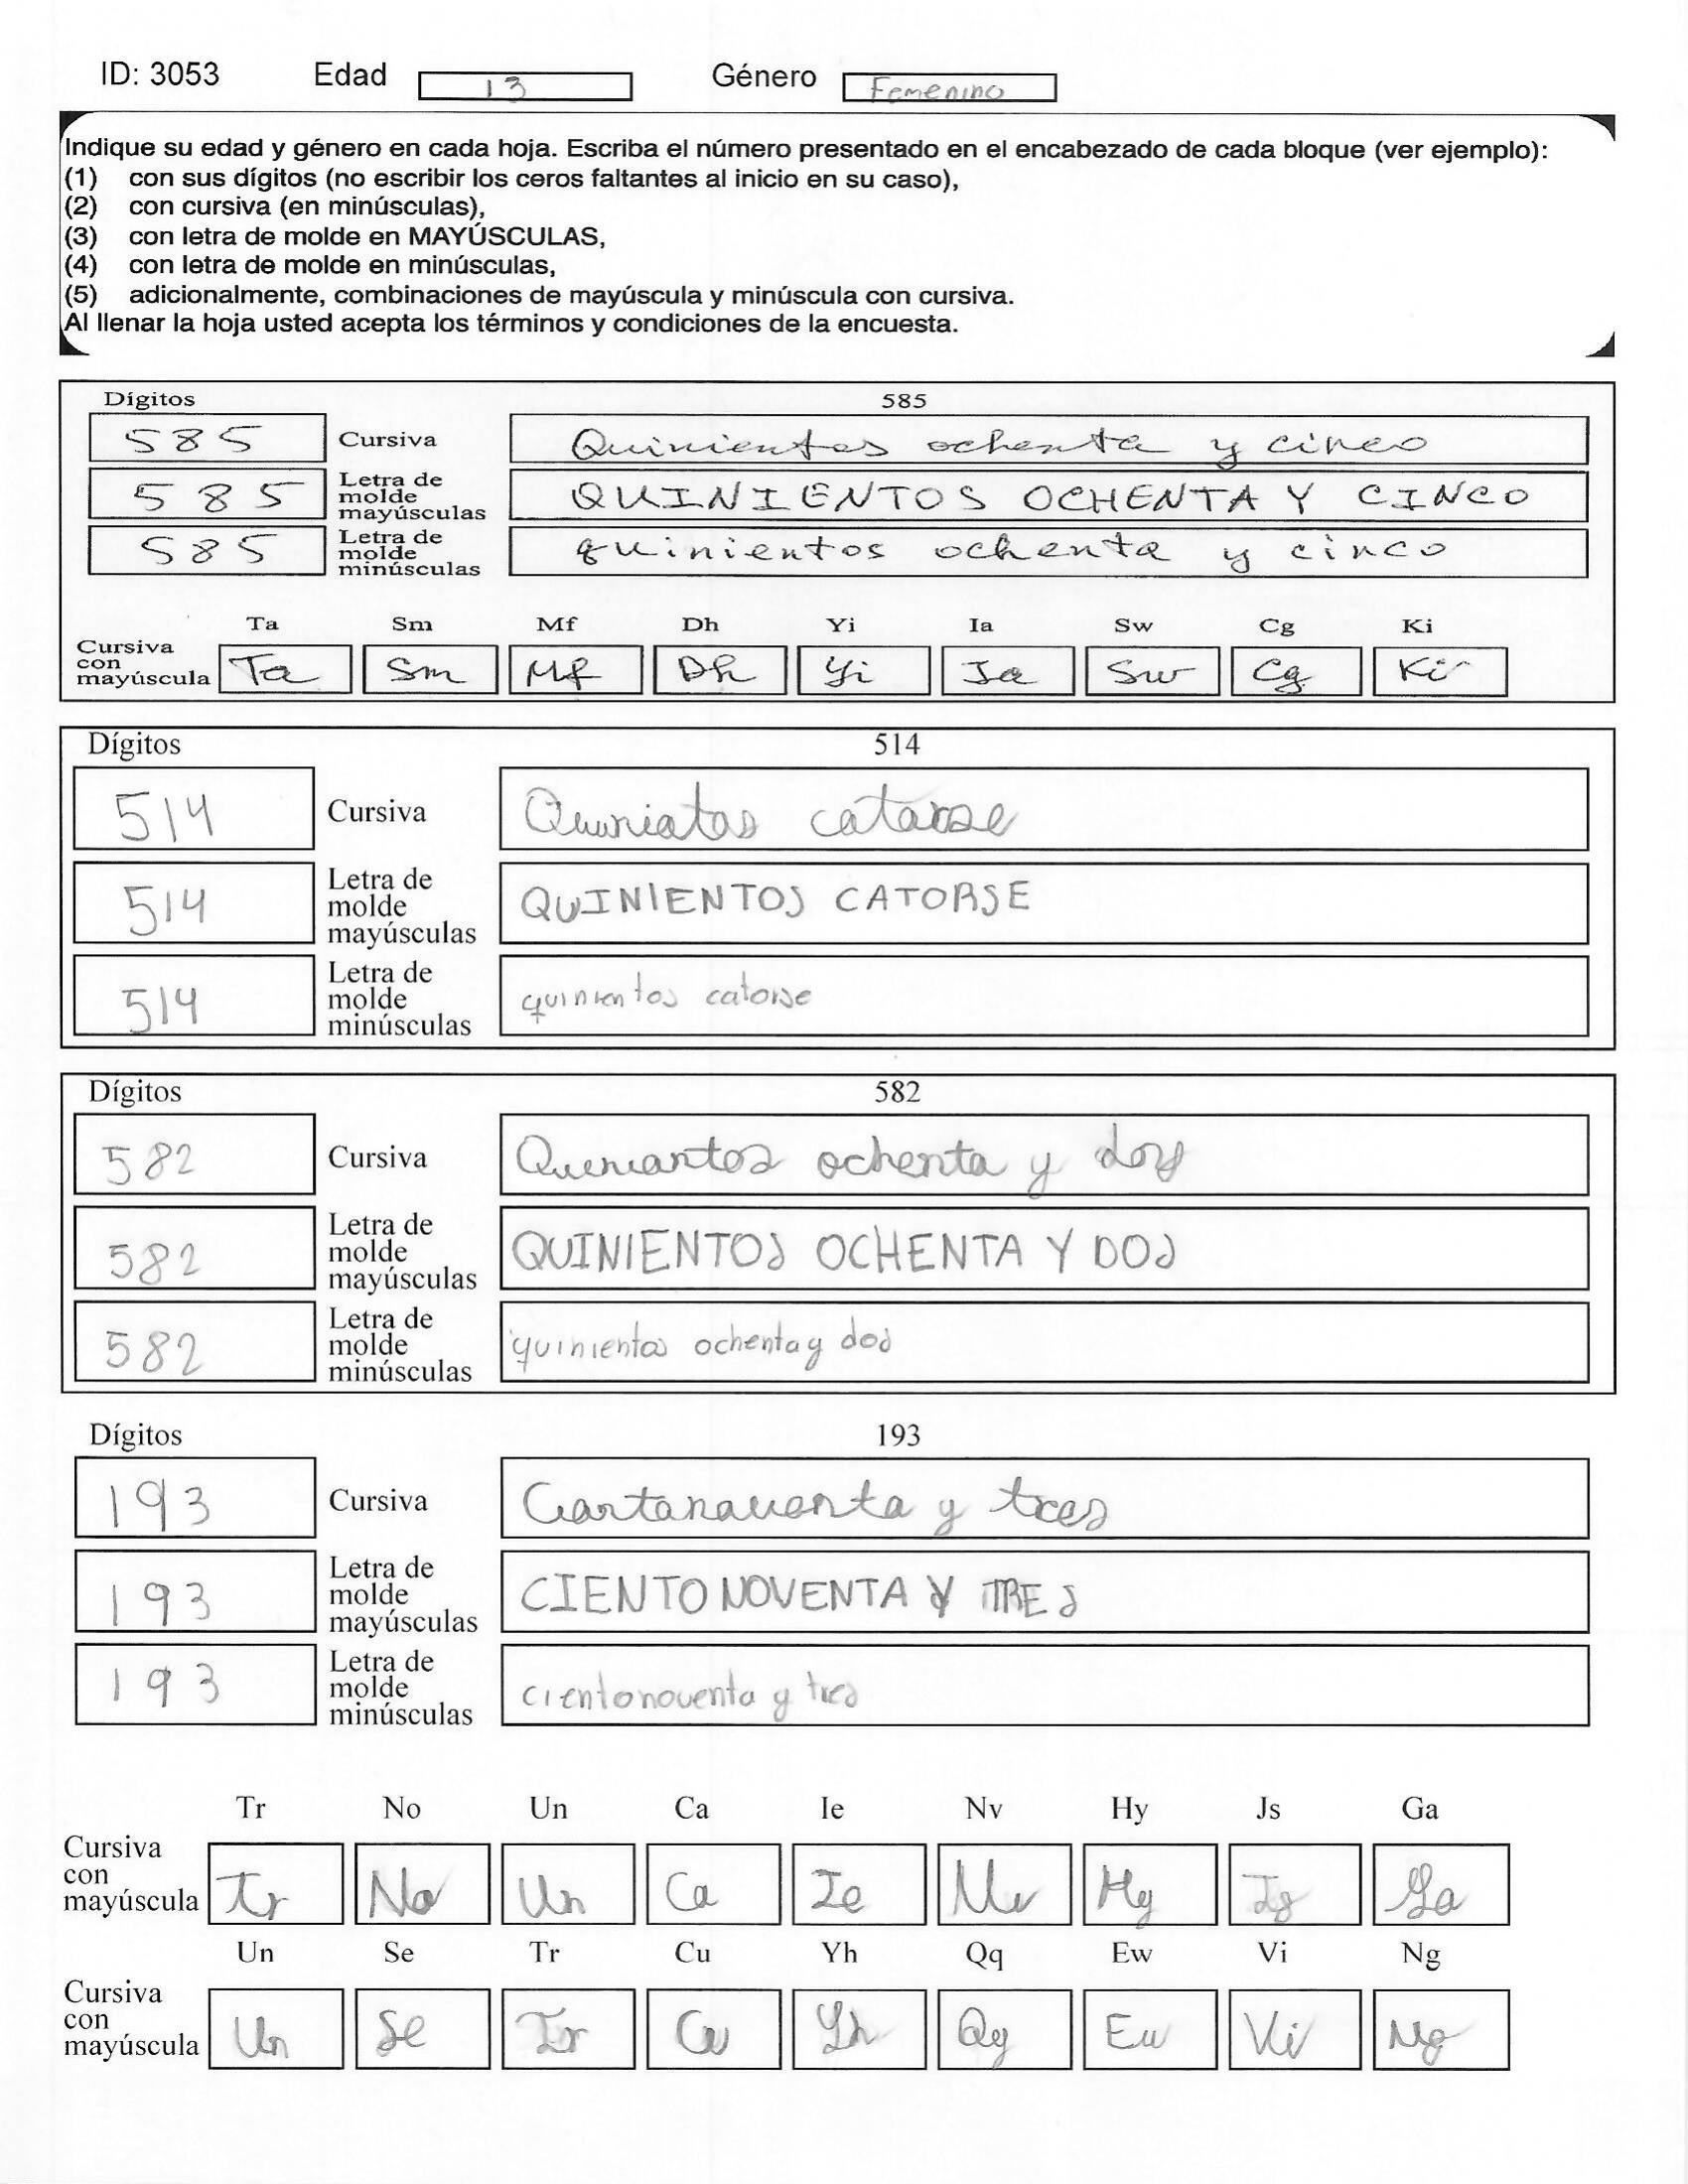 ID: 3053 Edad 13 Género Femenino
Indique su edad y género en cada hoja. Escriba el número presentado en el encabezado de cada bloque (ver ejemplo):
(1) con sus dígitos (no escribir los ceros faltantes al inicio en su caso),
(2) con cursiva (en minúsculas),
(3) con letra de molde en MAYÚSCULAS,
(4) con letra de molde en minúsculas,
(5) adicionalmente, combinaciones de mayúscula y minúscula con cursiva.
Al llenar la hoja usted acepta los términos y condiciones de la encuesta.
Dígitos 585
585 Cursiva Quinientos ochenta y cinco
585 Letra de molde mayúsculas QUINIENTOS OCHENTA Y CINCO
585 Letra de molde minúsculas quinientos ochenta y cinco
Ta Sm Mf Dh Yi Ia Sw Cg Ki
Cursiva con mayúscula Ta Sm Mf Dh Yi Ia Sw Cg Ki
Dígitos 514
514 Cursiva catorse
514 Letra de molde mayúsculas QUINIENTOS CATORSE
514 Letra de molde minúsculas quinientos catorse
Dígitos 582
582 Cursiva ochenta y dos
582 Letra de molde mayúsculas QUINIENTOS OCHENTA Y DOS
582 Letra de molde minúsculas quinientos ochenta y dos
Dígitos 193
193 Cursiva y tres
193 Letra de molde mayúsculas CIENTO NOVENTA Y TRES
193 Letra de molde minúsculas ciento noventa y tres
Tr No Un Ca Ie Nv Hy Js Ga
Cursiva con mayúscula Tr No Un Ca Ie Nv Hy Js Ga
Un Se Tr Cu Yh Qq Ew Vi Ng
Cursiva con mayúscula Un Se Tr Cu Yh Qq Ew Vi Ng